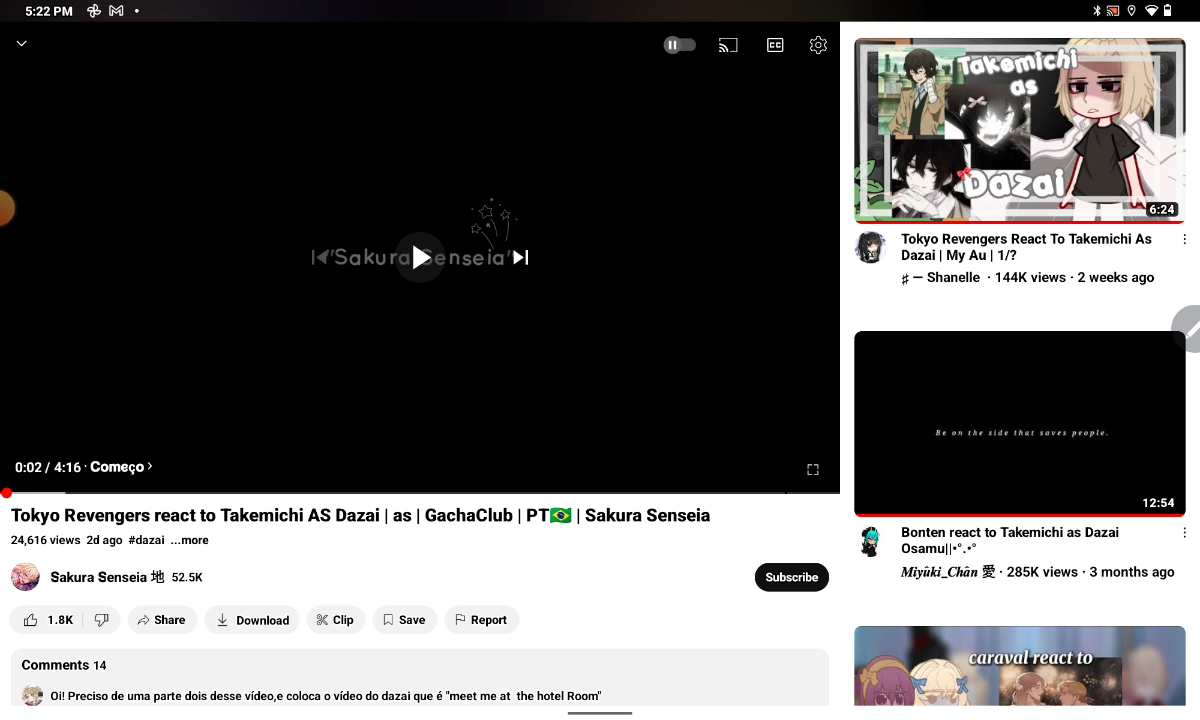 5:22 PM
CC
"Sakura Senseia"
0:02 / 4:16 · Começo ›
Tokyo Revengers react to Takemichi AS Dazai | as | GachaClub | PT🇧🇷 | Sakura Senseia
24,616 views 2d ago #dazai ...more
Sakura Senseia 地 52.5K
Subscribe
1.8K Share Download Clip Save Report
Comments 14
Oi! Preciso de uma parte dois desse vídeo,e coloca o vídeo do dazai que é "meet me at the hotel Room"
Takemichi
as
Dazai
6:24
Tokyo Revengers React To Takemichi As
Dazai | My Au | 1/?
♯ — Shanelle · 144K views · 2 weeks ago
Be on the side that saves people.
12:54
Bonten react to Takemichi as Dazai
Osamu||•°.•°
𝑴𝒊𝒚𝒖̂𝒌𝒊_𝑪𝒉𝒂̂𝒏 愛 · 285K views · 3 months ago
caraval react to